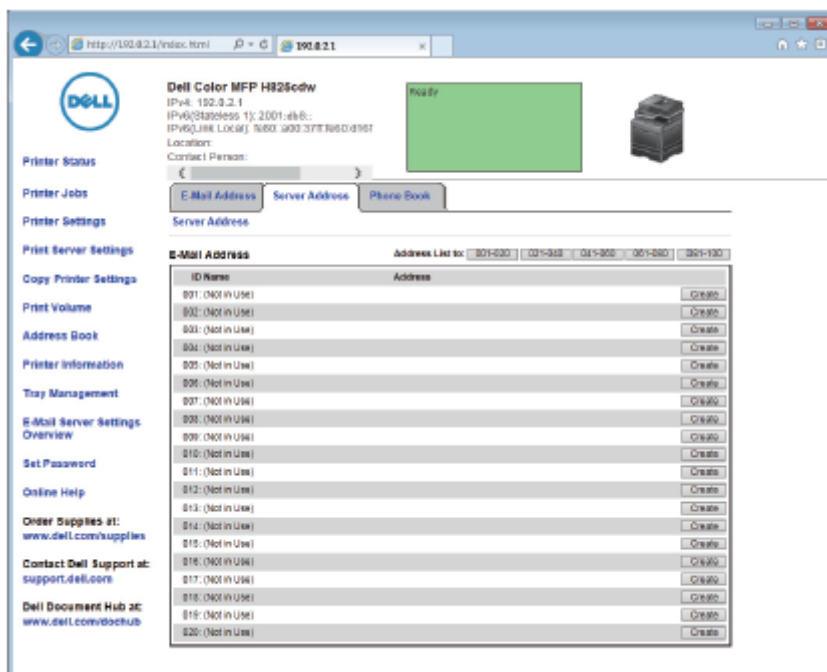 http://192.0.2.1/index.html
192.0.2.1
DELL
Dell Color MFP H825cdw
IPv4: 192.0.2.1
IPv6(Stateless 1): 2001:db8::
IPv6(Link Local):
Location:
Contact Person:
Ready
Printer Status
Printer Jobs
Printer Settings
Print Server Settings
Copy Printer Settings
Print Volume
Address Book
Printer Information
Tray Management
E-Mail Server Settings
Overview
Set Password
Online Help
Order Supplies at:
www.dell.com/supplies
Contact Dell Support at:
support.dell.com
Dell Document Hub at:
www.dell.com/dochub
E-Mail Address Server Address Phone Book
Server Address
E-Mail Address Address List to: 001-020 021-040 041-060 061-080 081-100
ID Name Address
001: (Not in Use) Create
002: (Not in Use) Create
003: (Not in Use) Create
004: (Not in Use) Create
005: (Not in Use) Create
006: (Not in Use) Create
007: (Not in Use) Create
008: (Not in Use) Create
009: (Not in Use) Create
010: (Not in Use) Create
011: (Not in Use) Create
012: (Not in Use) Create
013: (Not in Use) Create
014: (Not in Use) Create
015: (Not in Use) Create
016: (Not in Use) Create
017: (Not in Use) Create
018: (Not in Use) Create
019: (Not in Use) Create
020: (Not in Use) Create